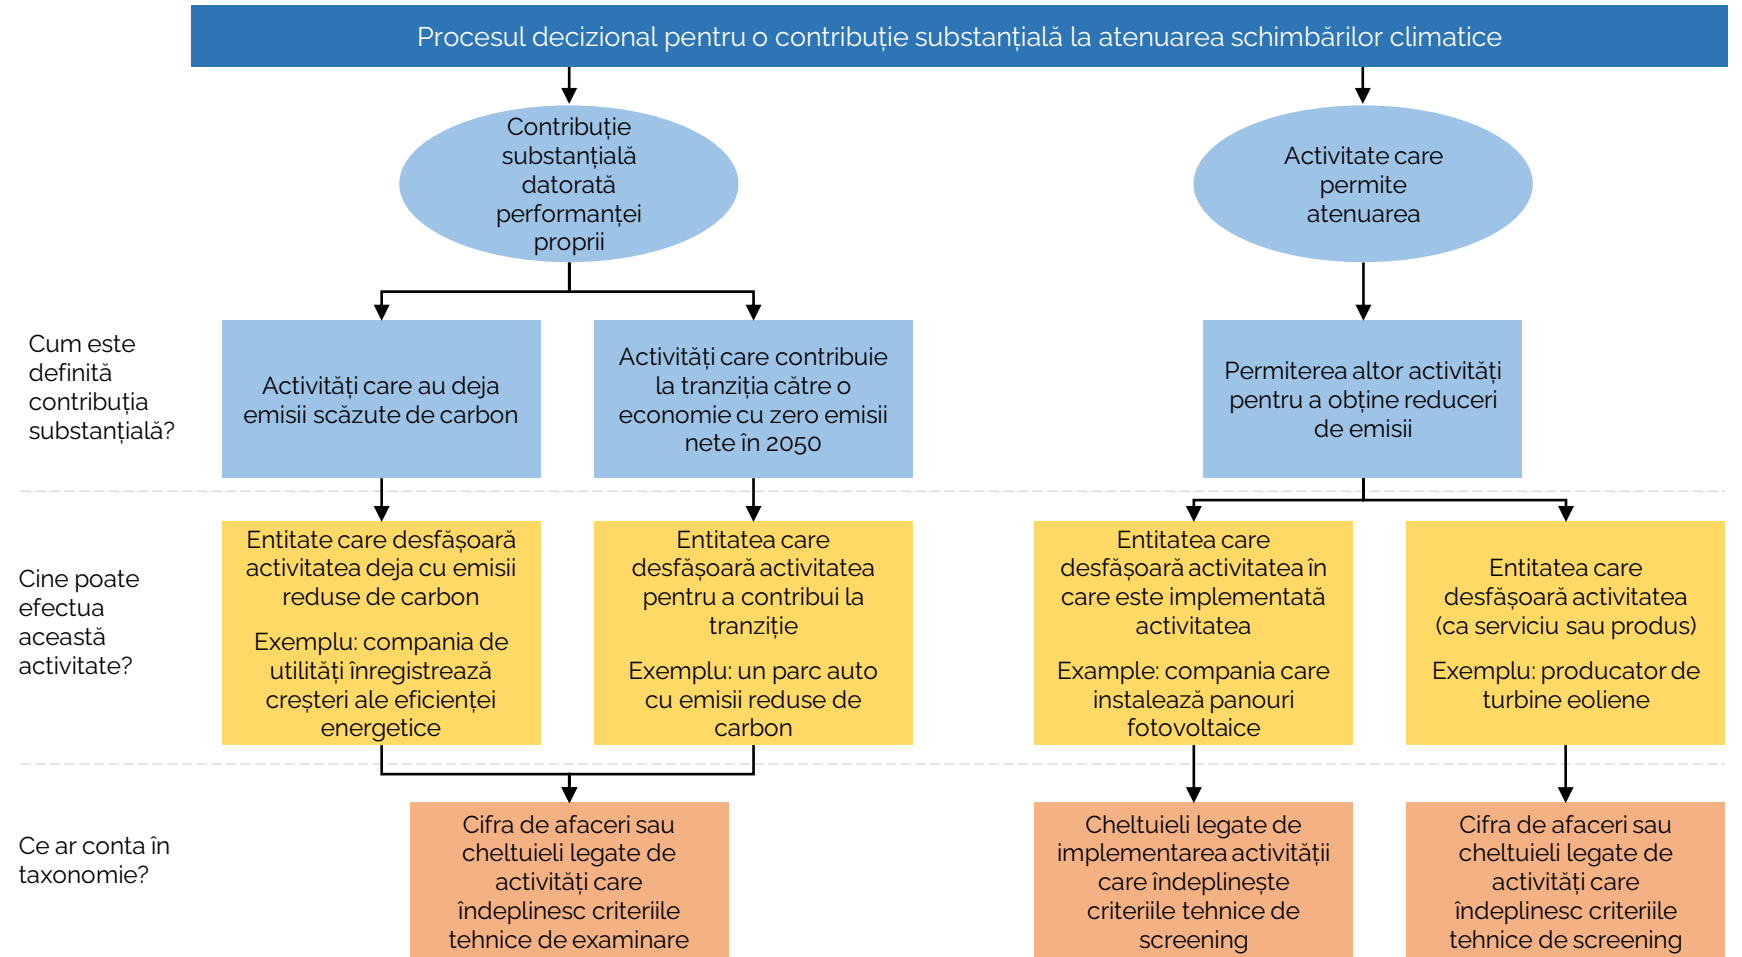 Procesul decizional pentru o contribuție substanțială la atenuarea schimbărilor climatice
Contribuție
substanțială
datorată
performanței
proprii
Activitate care
permite
atenuarea
Cum este
definită
contribuția
substanțială?
Activități care au deja
emisii scăzute de carbon
Activități care contribuie
la tranziția către o
economie cu zero emisii
nete în 2050
Permiterea altor activități
pentru a obține reduceri
de emisii
Cine poate
efectua
această
activitate?
Entitate care desfășoară
activitatea deja cu emisii
reduse de carbon
Exemplu: compania de
utilități înregistrează
creșteri ale eficienței
energetice
Entitatea care
desfășoară activitatea
pentru a contribui la
tranziție
Exemplu: un parc auto
cu emisii reduse de
carbon
Entitatea care
desfășoară activitatea în
care este implementată
activitatea
Example: compania care
instalează panouri
fotovoltaice
Entitatea care
desfășoară activitatea
(ca serviciu sau produs)
Exemplu: producator de
turbine eoliene
Ce ar conta în
taxonomie?
Cifra de afaceri sau
cheltuieli legate de
activități care
îndeplinesc criteriile
tehnice de examinare
Cheltuieli legate de
implementarea activității
care îndeplinește
criteriile tehnice de
screening
Cifra de afaceri sau
cheltuieli legate de
activități care
îndeplinesc criteriile
tehnice de screening